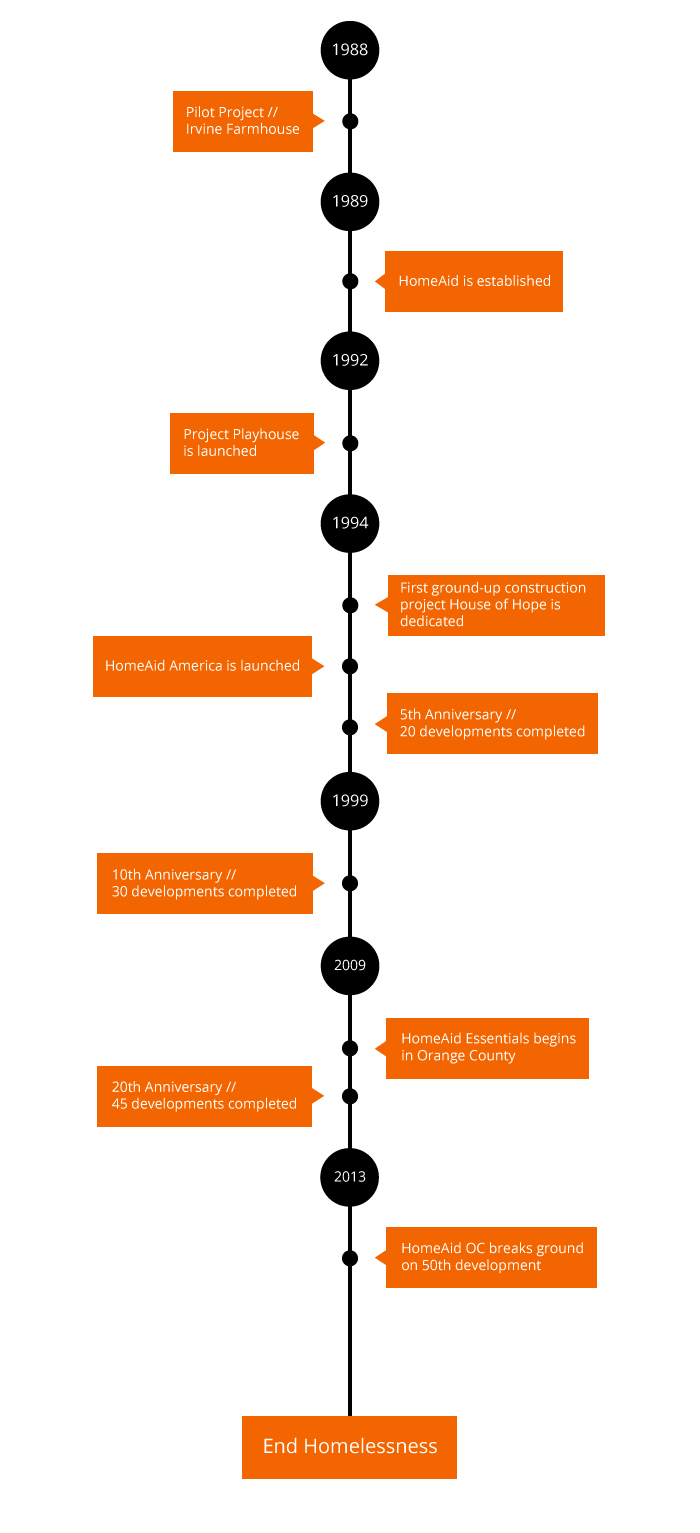 1988
Pilot Project //
Irvine Farmhouse
1989
HomeAid is established
1992
Project Playhouse
is launched
1994
First ground-up construction
project House of Hope is
dedicated
HomeAid America is launched
5th Anniversary //
20 developments completed
1999
10th Anniversary //
30 developments completed
2009
HomeAid Essentials begins
in Orange County
20th Anniversary //
45 developments completed
2013
HomeAid OC breaks ground
on 50th development
End Homelessness